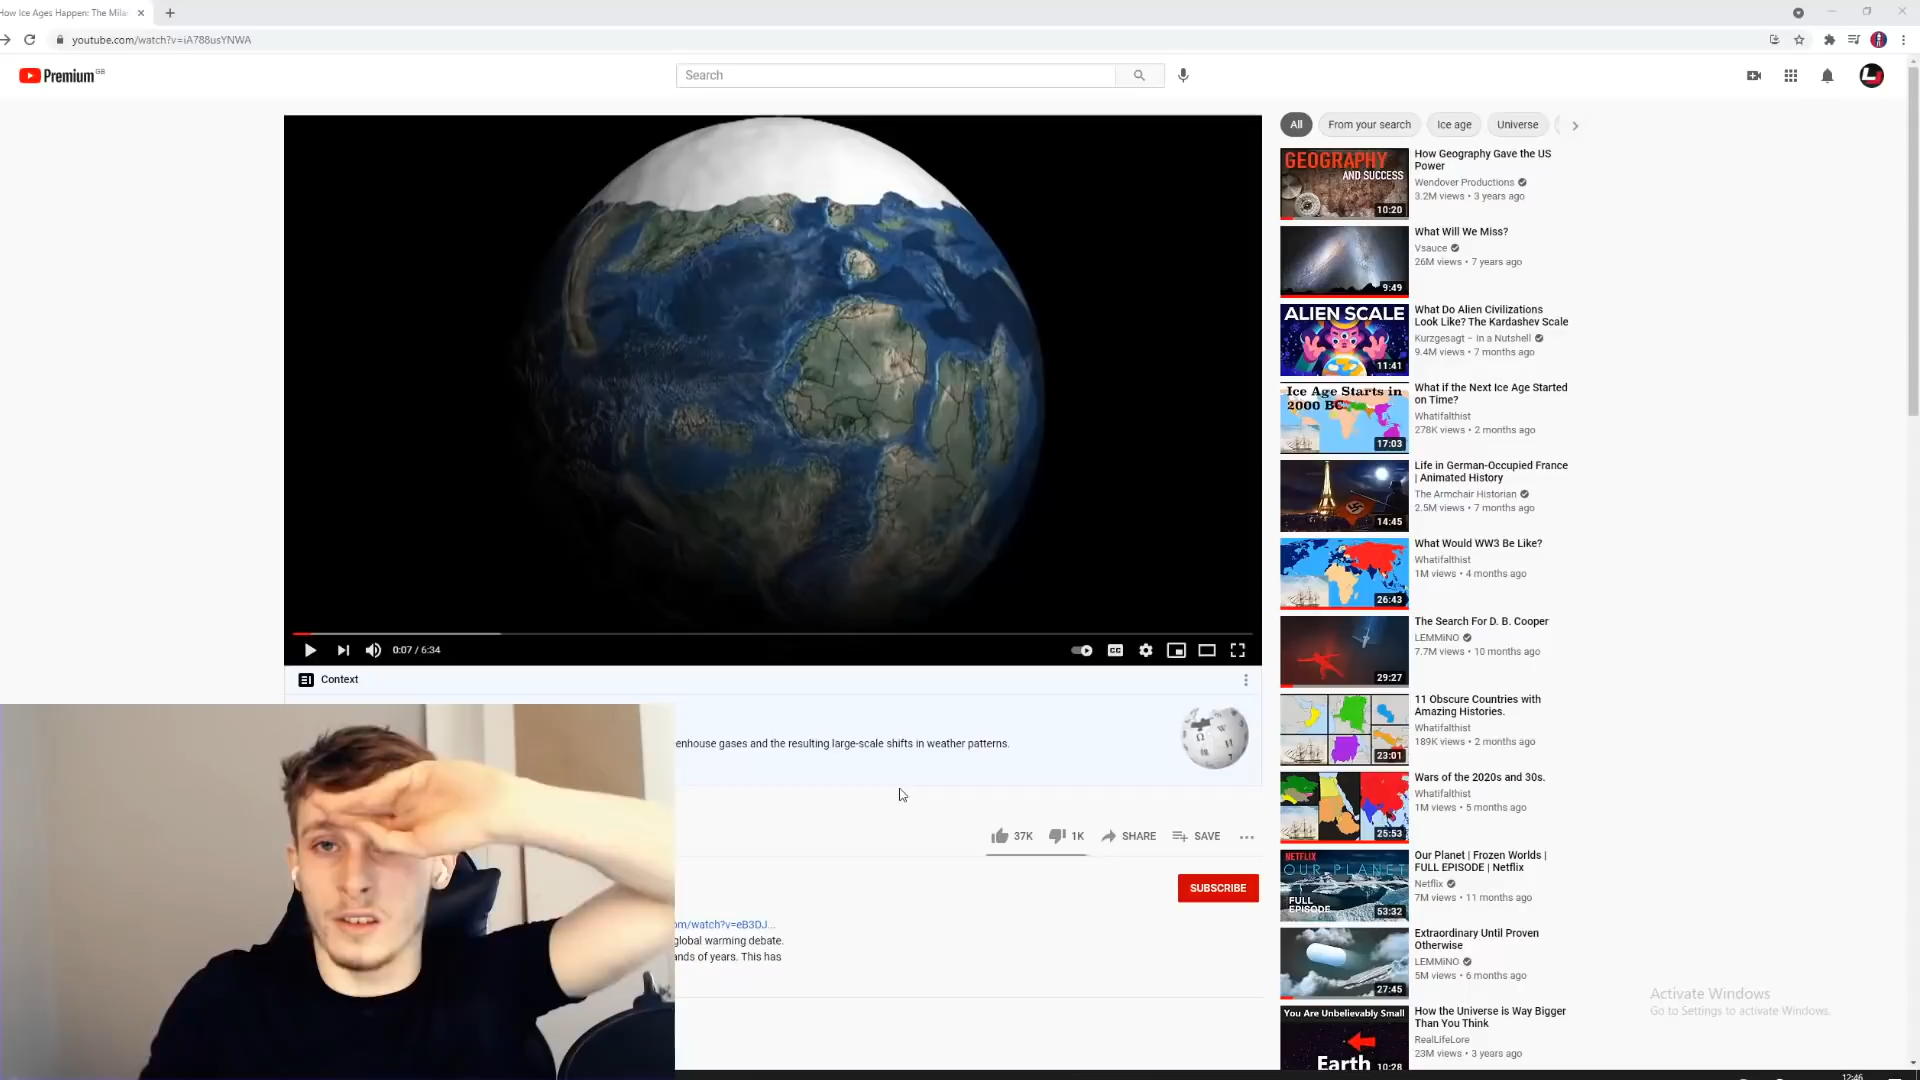 How Ice Ages Happen: The Mila
youtube.com/watch?v=iA788usYNWA
Premium GB
Search
0:07 / 6:34
CC
Context
enhouse gases and the resulting large-scale shifts in weather patterns.
37K
1K
SHARE
SAVE
SUBSCRIBE
om/watch?v=eB3DJ...
global warming debate.
ands of years. This has
All
From your search
Ice age
Universe
GEOGRAPHY
AND SUCCESS
10:20
How Geography Gave the US
Power
Wendover Productions
3.2M views • 3 years ago
9:49
What Will We Miss?
Vsauce
26M views • 7 years ago
ALIEN SCALE
11:41
What Do Alien Civilizations
Look Like? The Kardashev Scale
Kurzgesagt – In a Nutshell
9.4M views • 7 months ago
Ice Age Starts in
2000 BC
17:03
What if the Next Ice Age Started
on Time?
Whatifalthist
278K views • 2 months ago
14:45
Life in German-Occupied France
| Animated History
The Armchair Historian
2.5M views • 7 months ago
26:43
What Would WW3 Be Like?
Whatifalthist
1M views • 4 months ago
29:27
The Search For D. B. Cooper
LEMMiNO
7.7M views • 10 months ago
23:01
11 Obscure Countries with
Amazing Histories.
Whatifalthist
189K views • 2 months ago
25:53
Wars of the 2020s and 30s.
Whatifalthist
1M views • 5 months ago
NETFLIX
OUR PLANET
FULL
EPISODE
53:32
Our Planet | Frozen Worlds |
FULL EPISODE | Netflix
Netflix
7M views • 11 months ago
27:45
Extraordinary Until Proven
Otherwise
LEMMiNO
5M views • 6 months ago
You Are Unbelievably Small
Earth
10:28
How the Universe is Way Bigger
Than You Think
RealLifeLore
23M views • 3 years ago
Activate Windows
Go to Settings to activate Windows.
12:46